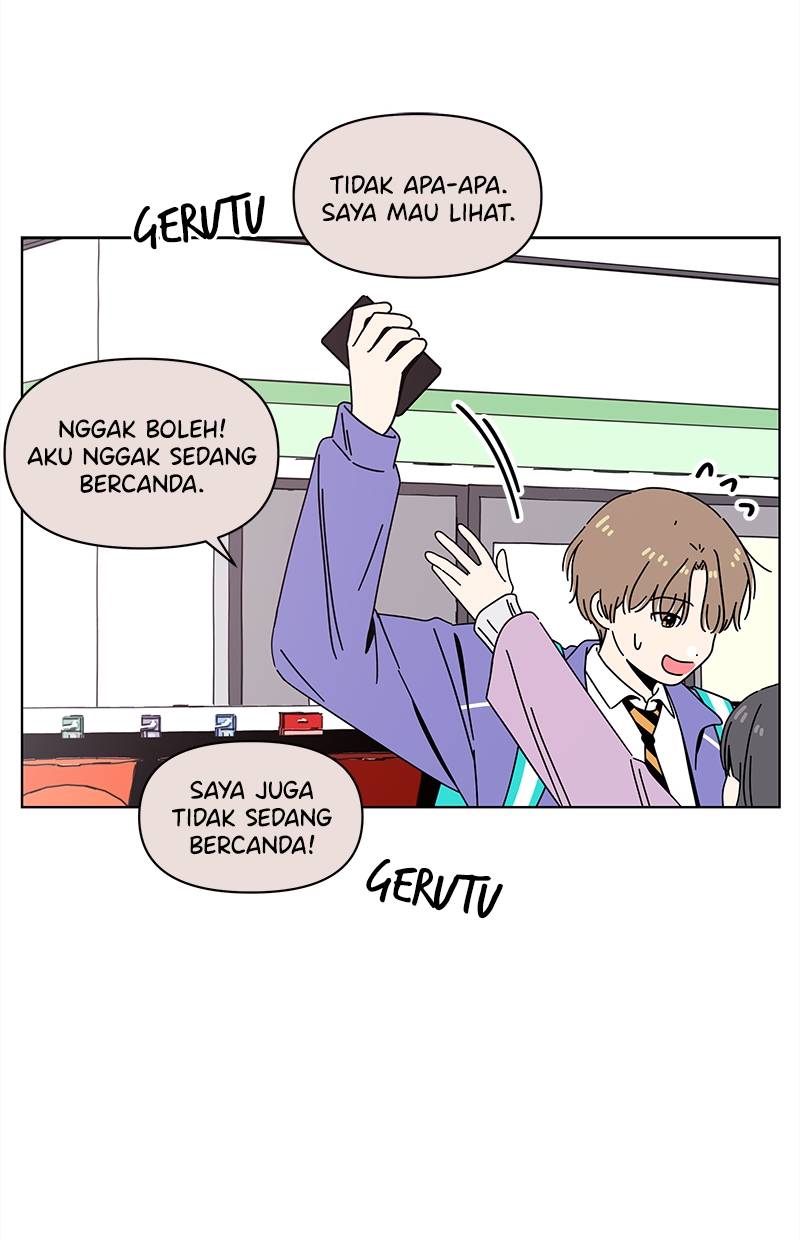 TIDAK APA-APA.
SAYA MAU LIHAT.
GERUTU
NGGAK BOLEH!
AKU NGGAK SEDANG
BERCANDA.
SAYA JUGA
TIDAK SEDANG
BERCANDA!
GERUTU